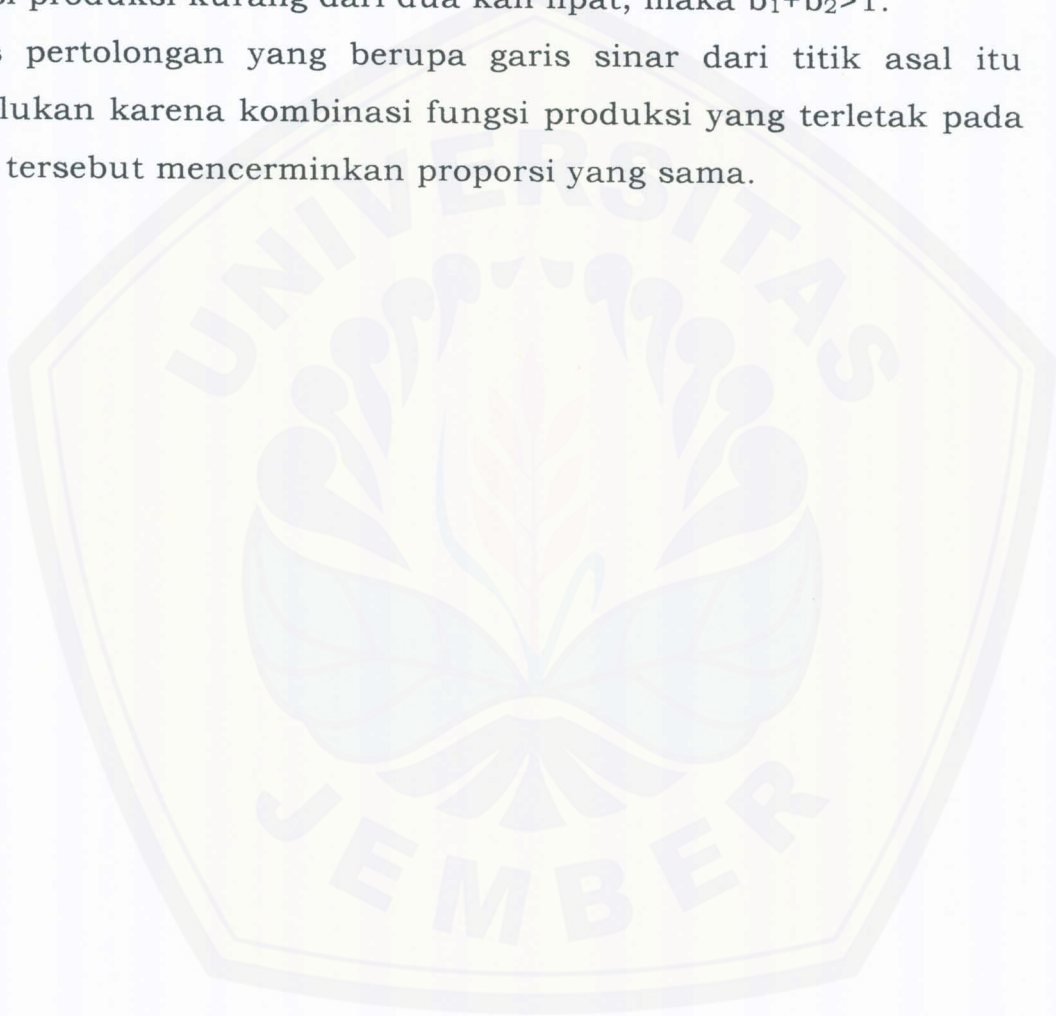 si produksi kurang dari dua kali lipat, maka b₁+b₂>1.
pertolongan yang berupa garis sinar dari titik asal itu
lukan karena kombinasi fungsi produksi yang terletak pada
tersebut mencerminkan proporsi yang sama.
UNIVERSITAS
JEMBER